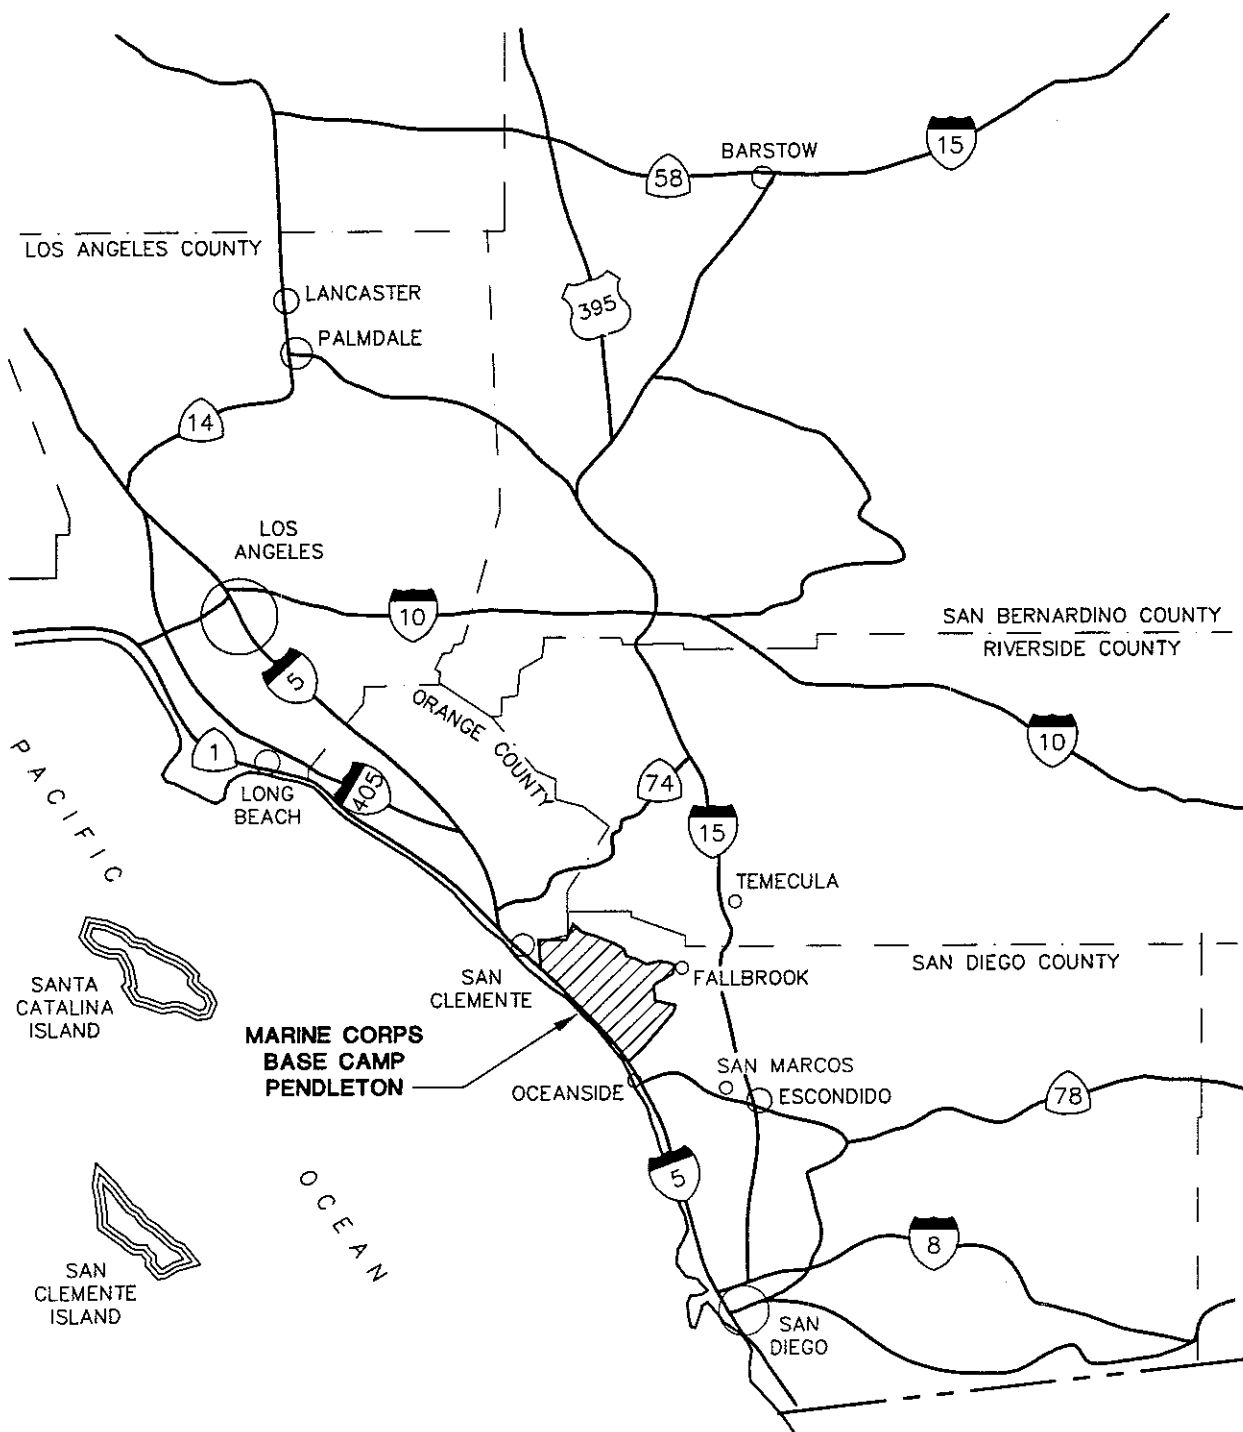 BARSTOW
15
58
LOS ANGELES COUNTY
LANCASTER
395
PALMDALE
14
LOS
ANGELES
10
SAN BERNARDINO COUNTY
RIVERSIDE COUNTY
5
ORANGE COUNTY
10
1
PACIFIC
74
405
LONG
BEACH
15
TEMECULA
SAN DIEGO COUNTY
SANTA
CATALINA
ISLAND
SAN
CLEMENTE
FALLBROOK
MARINE CORPS
BASE CAMP
PENDLETON
SAN MARCOS
OCEANSIDE
ESCONDIDO
78
5
OCEAN
8
SAN
CLEMENTE
ISLAND
SAN
DIEGO